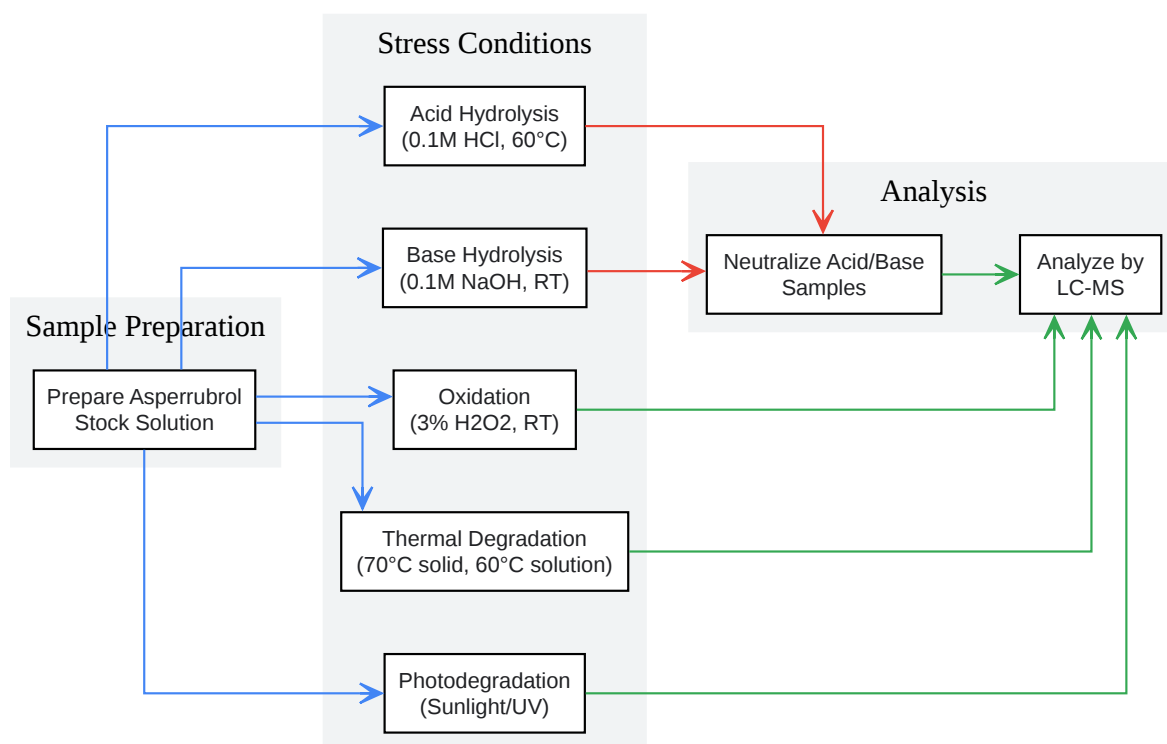 Stress Conditions
Acid Hydrolysis
(0.1M HCl, 60°C)
Base Hydrolysis
(0.1M NaOH, RT)
Oxidation
(3% H2O2, RT)
Thermal Degradation
(70°C solid, 60°C solution)
Photodegradation
(Sunlight/UV)
Sample Preparation
Prepare Asperrubrol
Stock Solution
Analysis
Neutralize Acid/Base
Samples
Analyze by
LC-MS